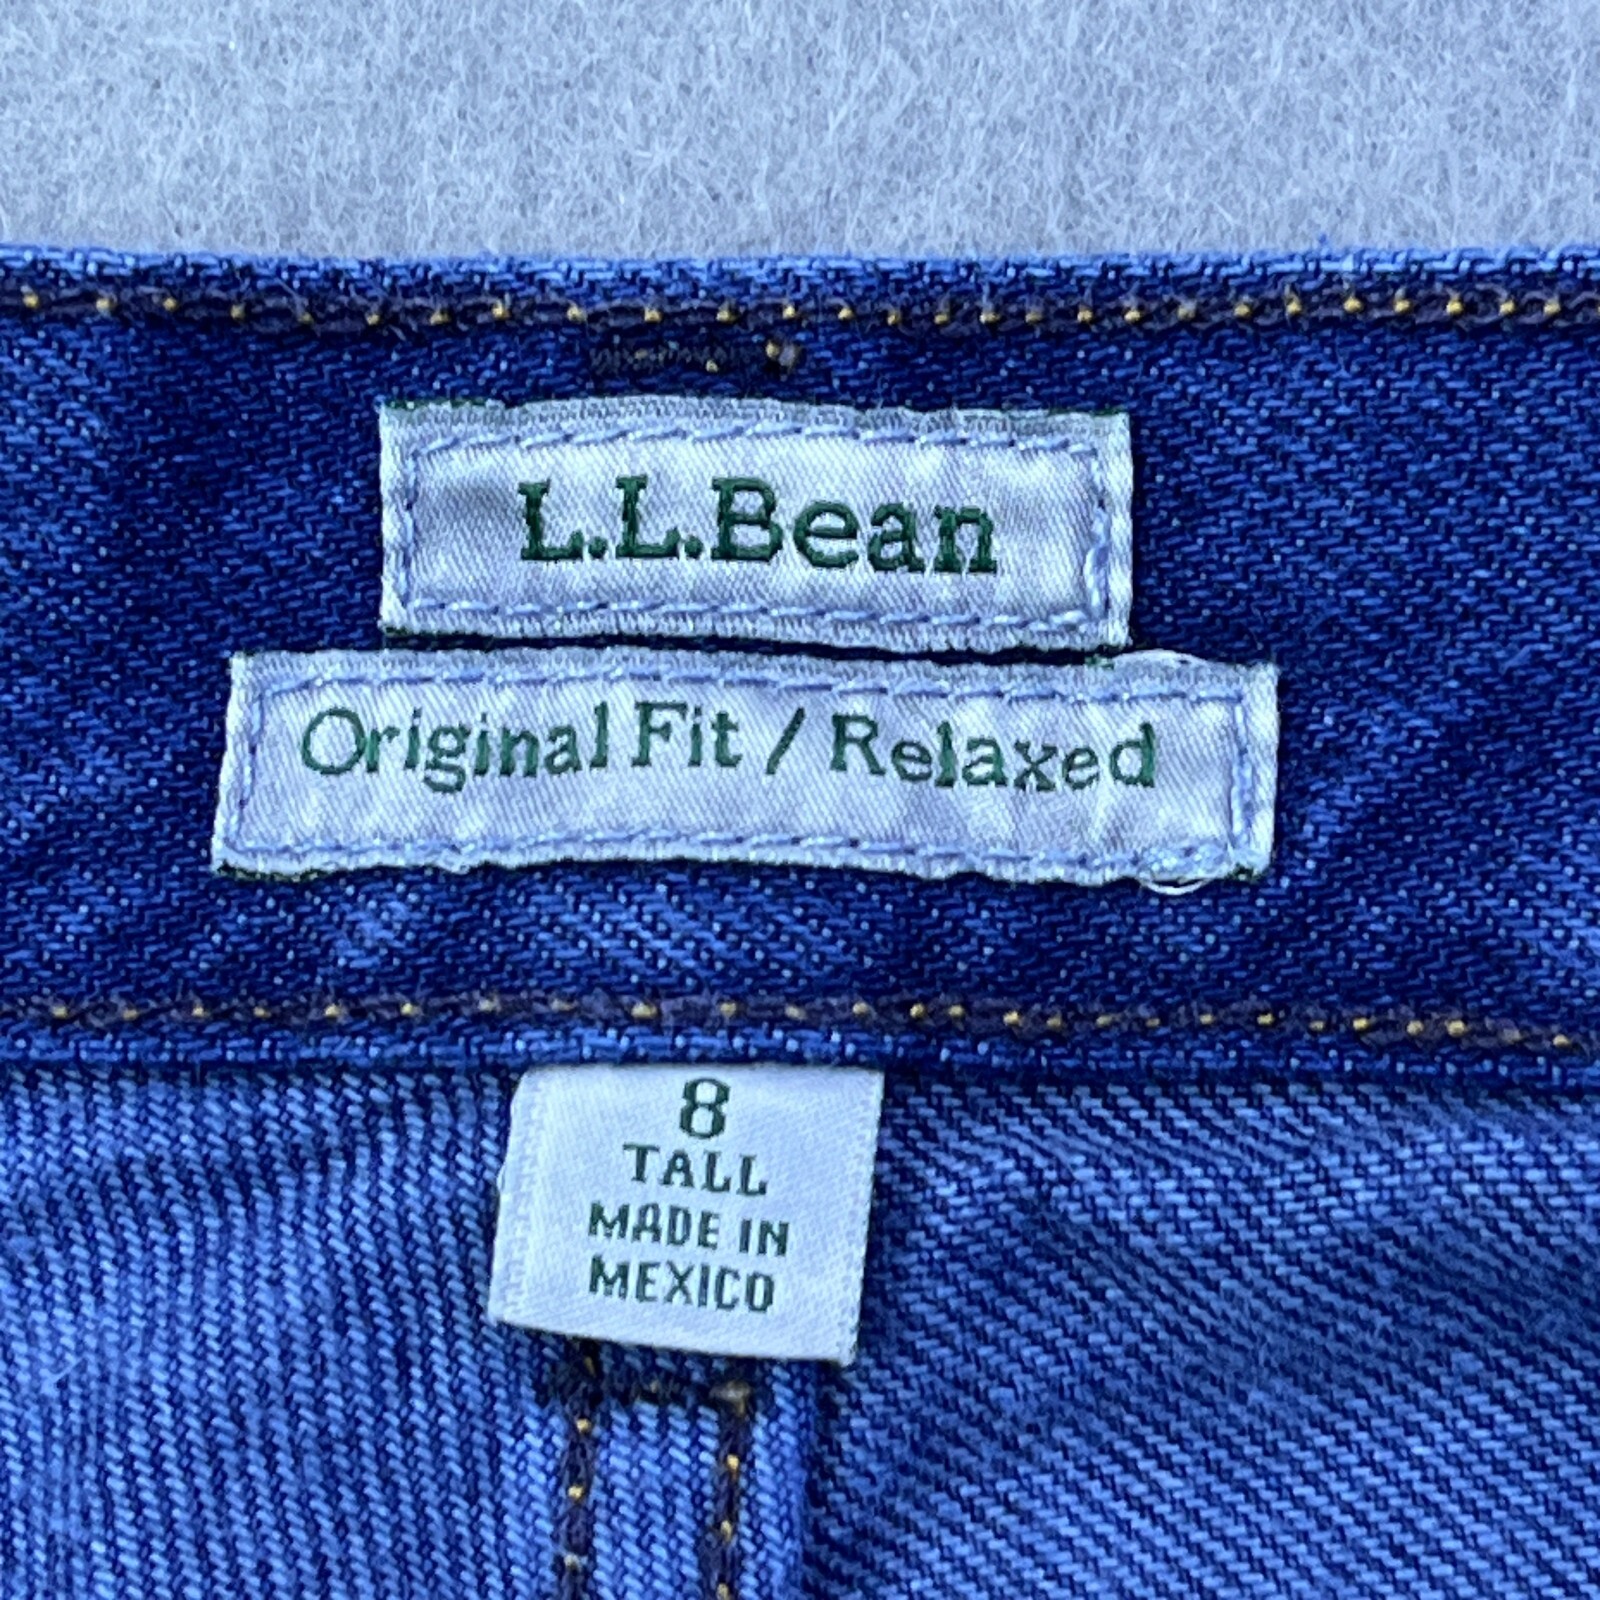 L.L.Bean
Original Fit / Relaxed
8
TALL
MADE IN
MEXICO